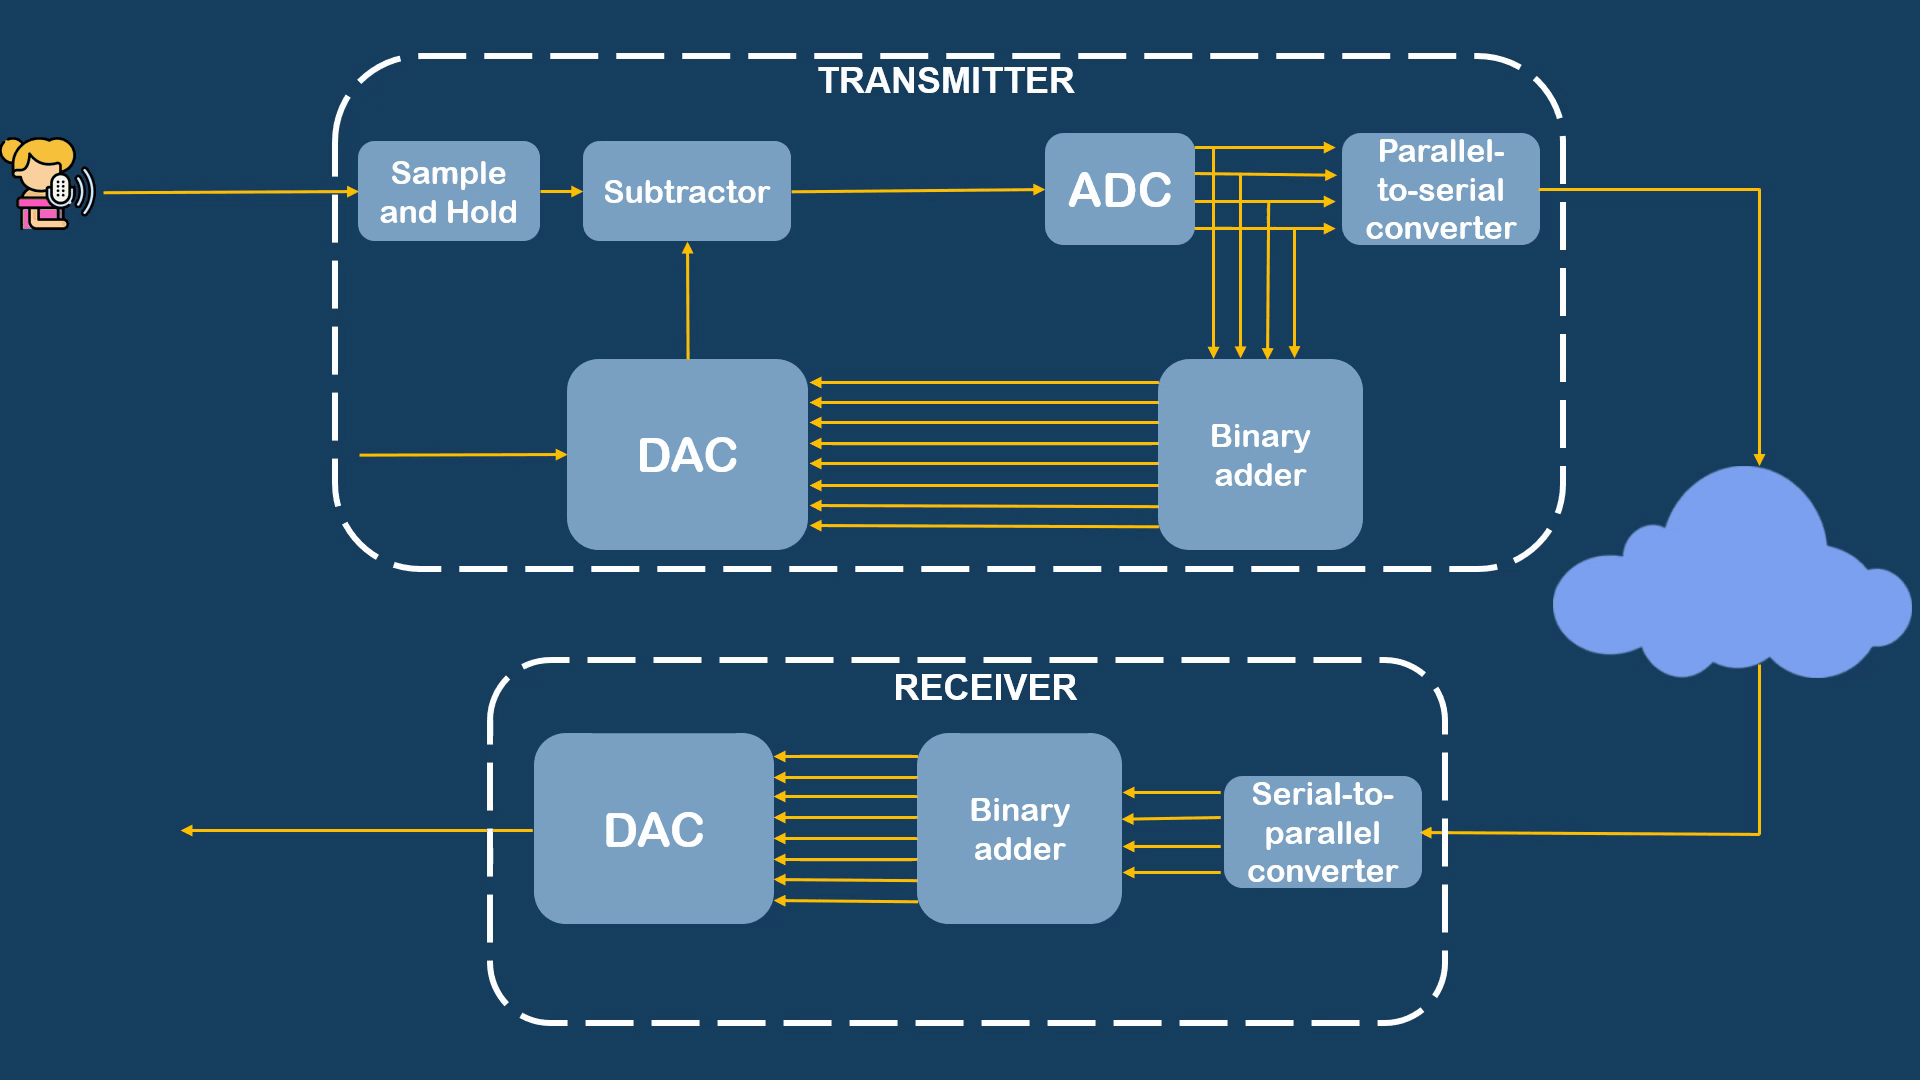 TRANSMITTER
Sample
and Hold
Subtractor
ADC
Parallel-
to-serial
converter
DAC
Binary
adder
RECEIVER
DAC
Binary
adder
Serial-to-
parallel
converter